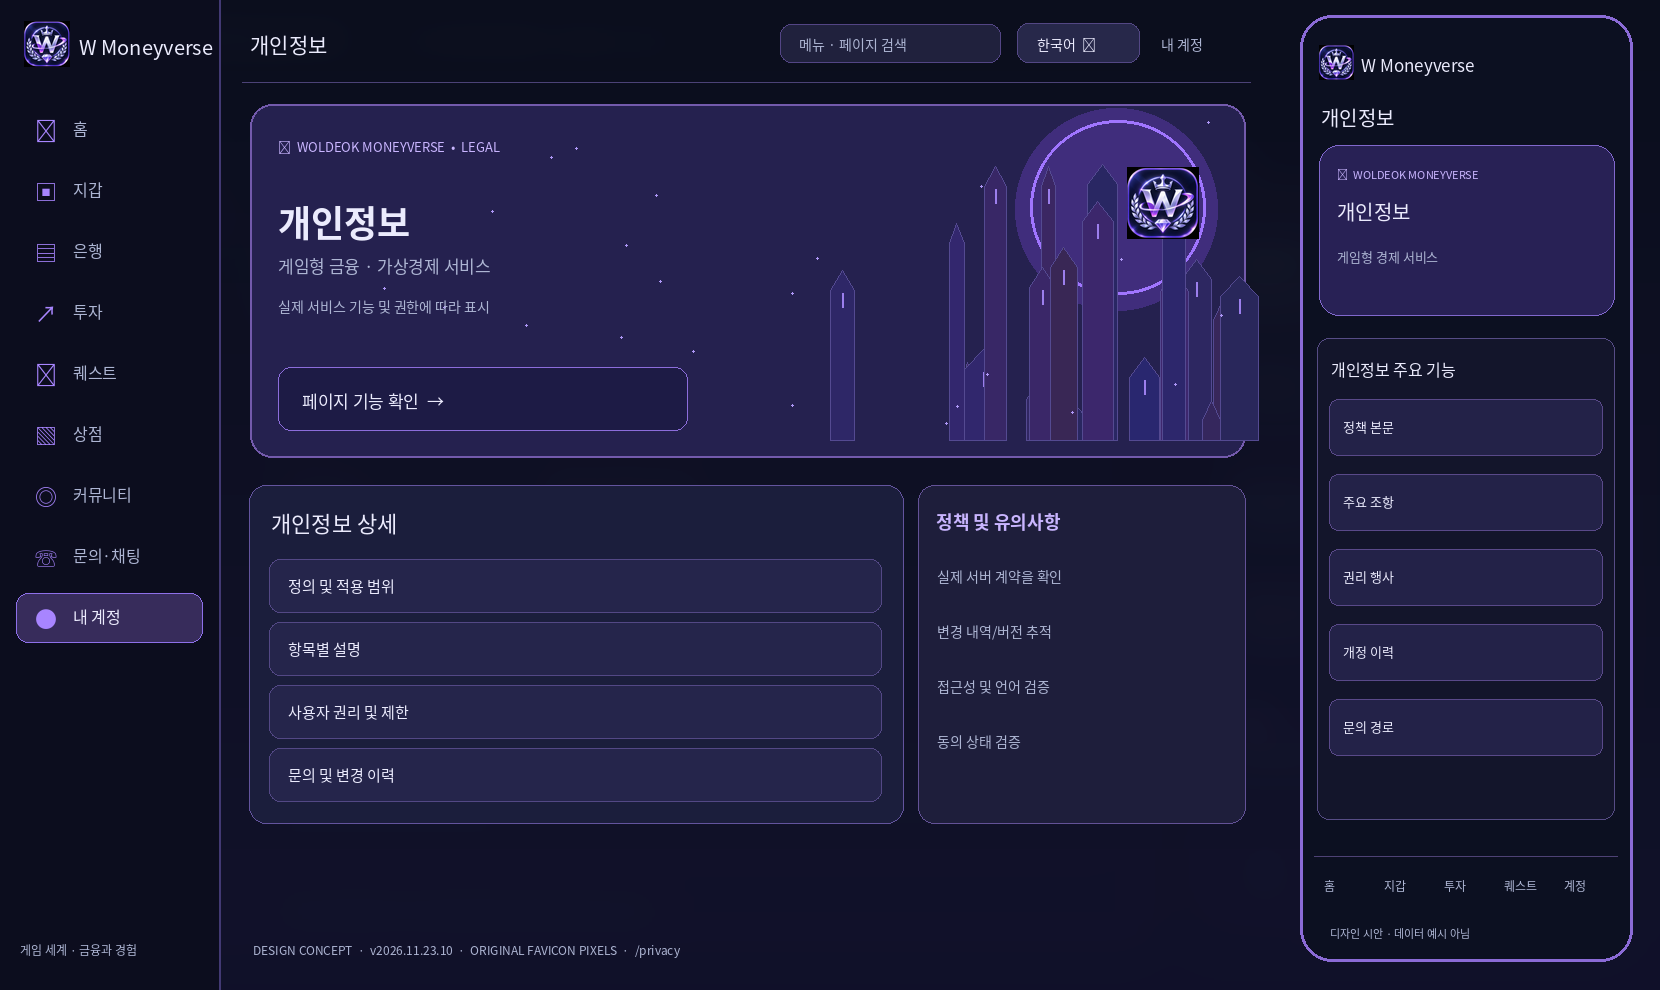 W Moneyverse
홈
지갑
은행
투자
퀘스트
상점
커뮤니티
문의·채팅
내 계정
게임 세계 · 금융과 경험
개인정보
메뉴 · 페이지 검색
한국어
내 계정
WOLDEOK MONEYVERSE • LEGAL
개인정보
게임형 금융 · 가상경제 서비스
실제 서비스 기능 및 권한에 따라 표시
페이지 기능 확인 →
개인정보 상세
정의 및 적용 범위
항목별 설명
사용자 권리 및 제한
문의 및 변경 이력
정책 및 유의사항
실제 서버 계약을 확인
변경 내역/버전 추적
접근성 및 언어 검증
동의 상태 검증
DESIGN CONCEPT · v2026.11.23.10 · ORIGINAL FAVICON PIXELS · /privacy
W Moneyverse
개인정보
WOLDEOK MONEYVERSE
개인정보
게임형 경제 서비스
개인정보 주요 기능
정책 본문
주요 조항
권리 행사
개정 이력
문의 경로
홈 지갑 투자 퀘스트 계정
디자인 시안 · 데이터 예시 아님